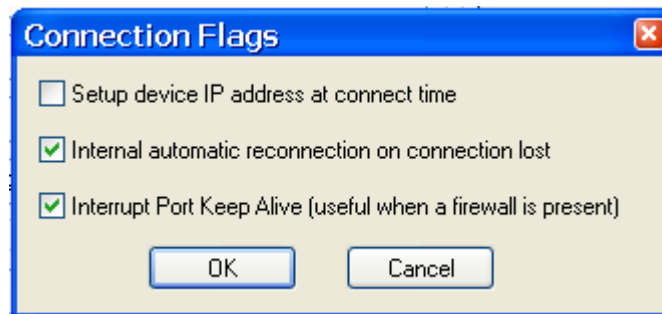 Connection Flags
Setup device IP address at connect time
Internal automatic reconnection on connection lost
Interrupt Port Keep Alive (useful when a firewall is present)
OK Cancel